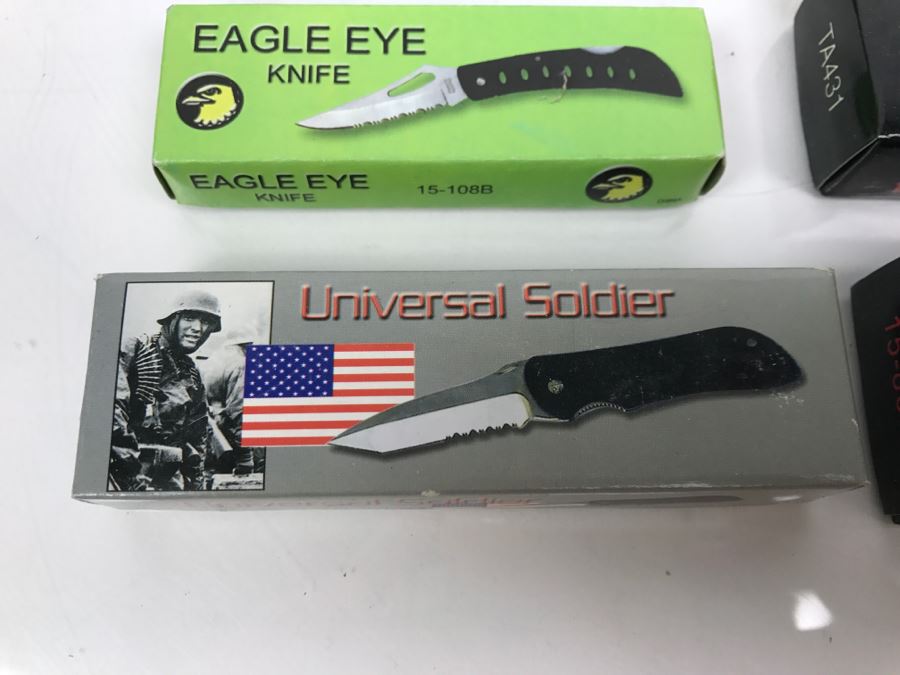 EAGLE EYE
KNIFE
EAGLE EYE
KNIFE
15-108B
TA431
Universal Soldier